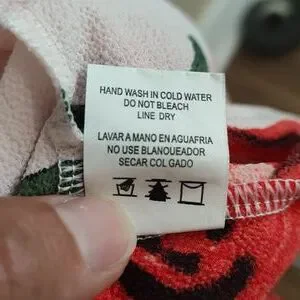 HAND WASH IN COLD WATER
DO NOT BLEACH
LINE DRY
LAVAR A MANO EN AGUAFRIA
NO USE BLANQUEADOR
SECAR COL GADO